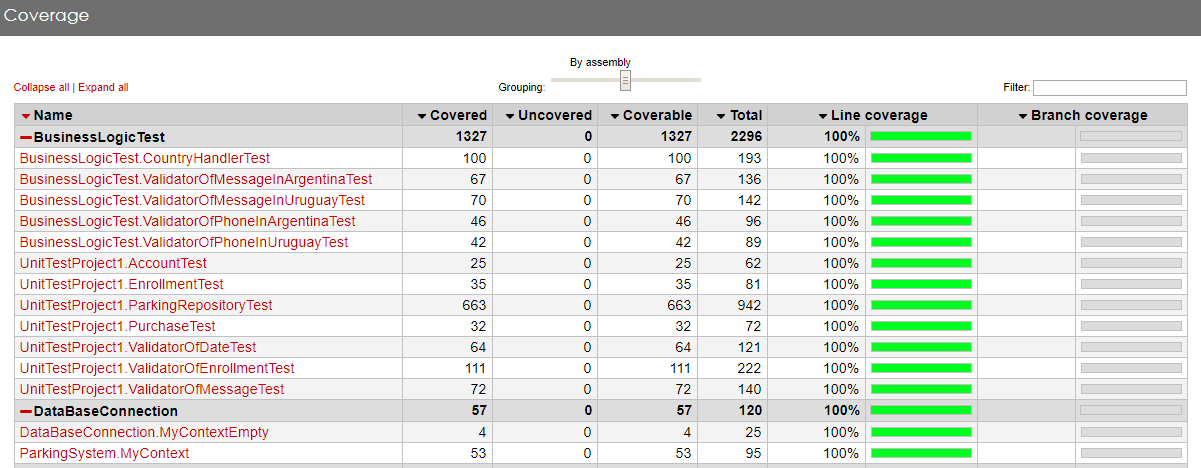 Coverage
By assembly
Collapse all | Expand all Grouping: Filter:
Name Covered Uncovered Coverable Total Line coverage Branch coverage
BusinessLogicTest 1327 0 1327 2296 100%
BusinessLogicTest.CountryHandlerTest 100 0 100 193 100%
BusinessLogicTest.ValidatorOfMessageInArgentinaTest 67 0 67 136 100%
BusinessLogicTest.ValidatorOfMessageInUruguayTest 70 0 70 142 100%
BusinessLogicTest.ValidatorOfPhoneInArgentinaTest 46 0 46 96 100%
BusinessLogicTest.ValidatorOfPhoneInUruguayTest 42 0 42 89 100%
UnitTestProject1.AccountTest 25 0 25 62 100%
UnitTestProject1.EnrollmentTest 35 0 35 81 100%
UnitTestProject1.ParkingRepositoryTest 663 0 663 942 100%
UnitTestProject1.PurchaseTest 32 0 32 72 100%
UnitTestProject1.ValidatorOfDateTest 64 0 64 121 100%
UnitTestProject1.ValidatorOfEnrollmentTest 111 0 111 222 100%
UnitTestProject1.ValidatorOfMessageTest 72 0 72 140 100%
DataBaseConnection 57 0 57 120 100%
DataBaseConnection.MyContextEmpty 4 0 4 25 100%
ParkingSystem.MyContext 53 0 53 95 100%